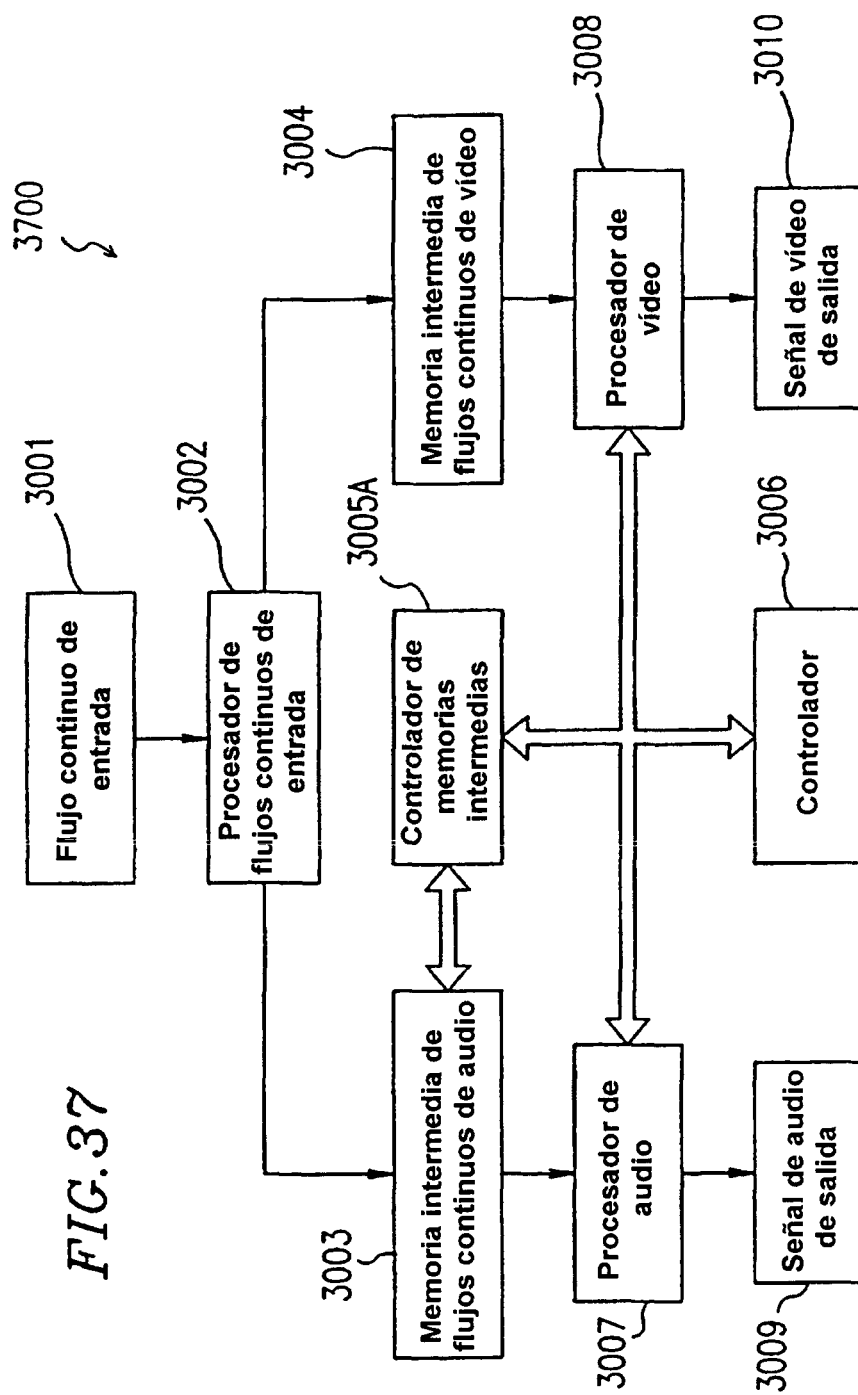 FIG.37
3700
3001
Flujo continuo de
entrada
3002
Procesador de
flujos continuos de
entrada
3003
Memoria intermedia de
flujos continuos de audio
3005A
Controlador de
memorias
intermedias
3004
Memoria intermedia de
flujos continuos de vídeo
3007
Procesador de
audio
3008
Procesador de
vídeo
3009
Señal de audio
de salida
3006
Controlador
3010
Señal de vídeo
de salida